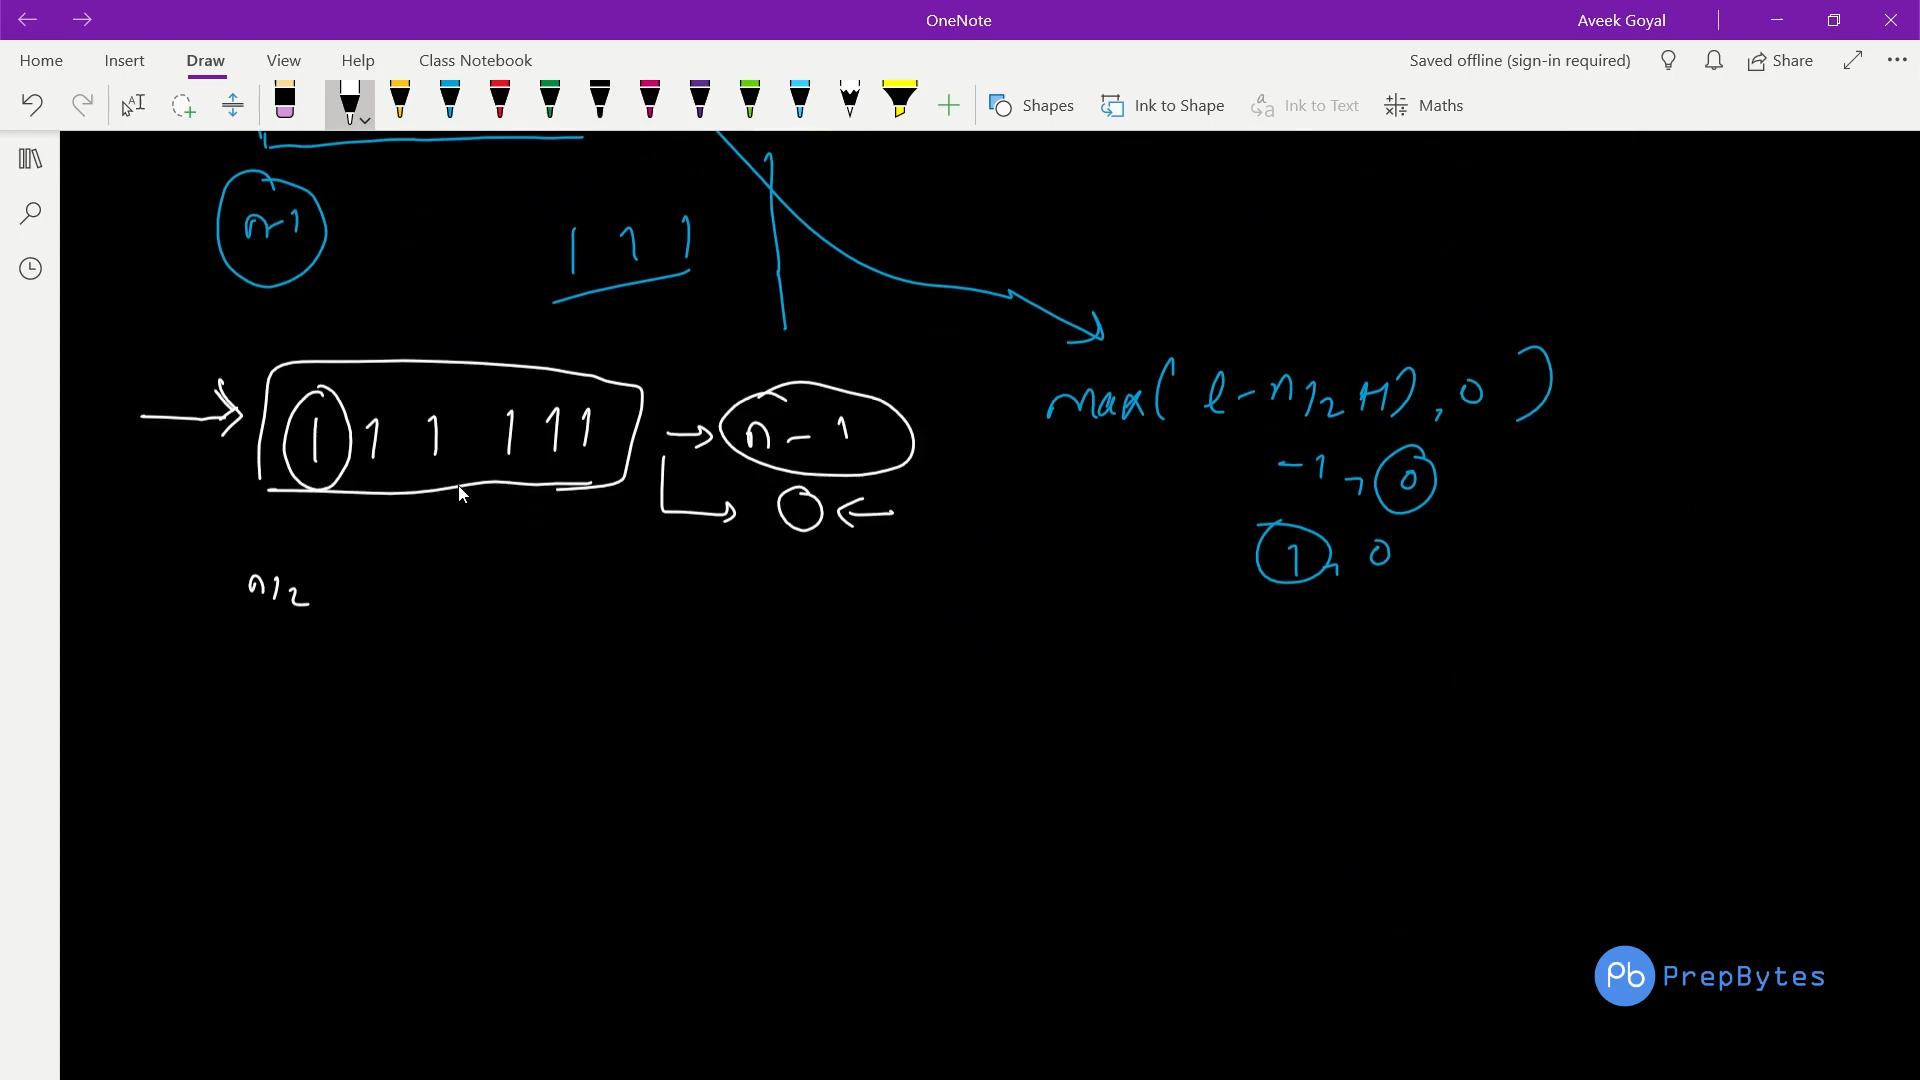 OneNote
Aveek Goyal
Home Insert Draw View Help Class Notebook
Saved offline (sign-in required) Share
Shapes Ink to Shape Ink to Text Maths
n-1
1 1 1
1 1 1 1 1 1
n - 1
0
max( l - n/2 +1), 0 )
-1, 0
1, 0
n/2
Pb PrepBytes